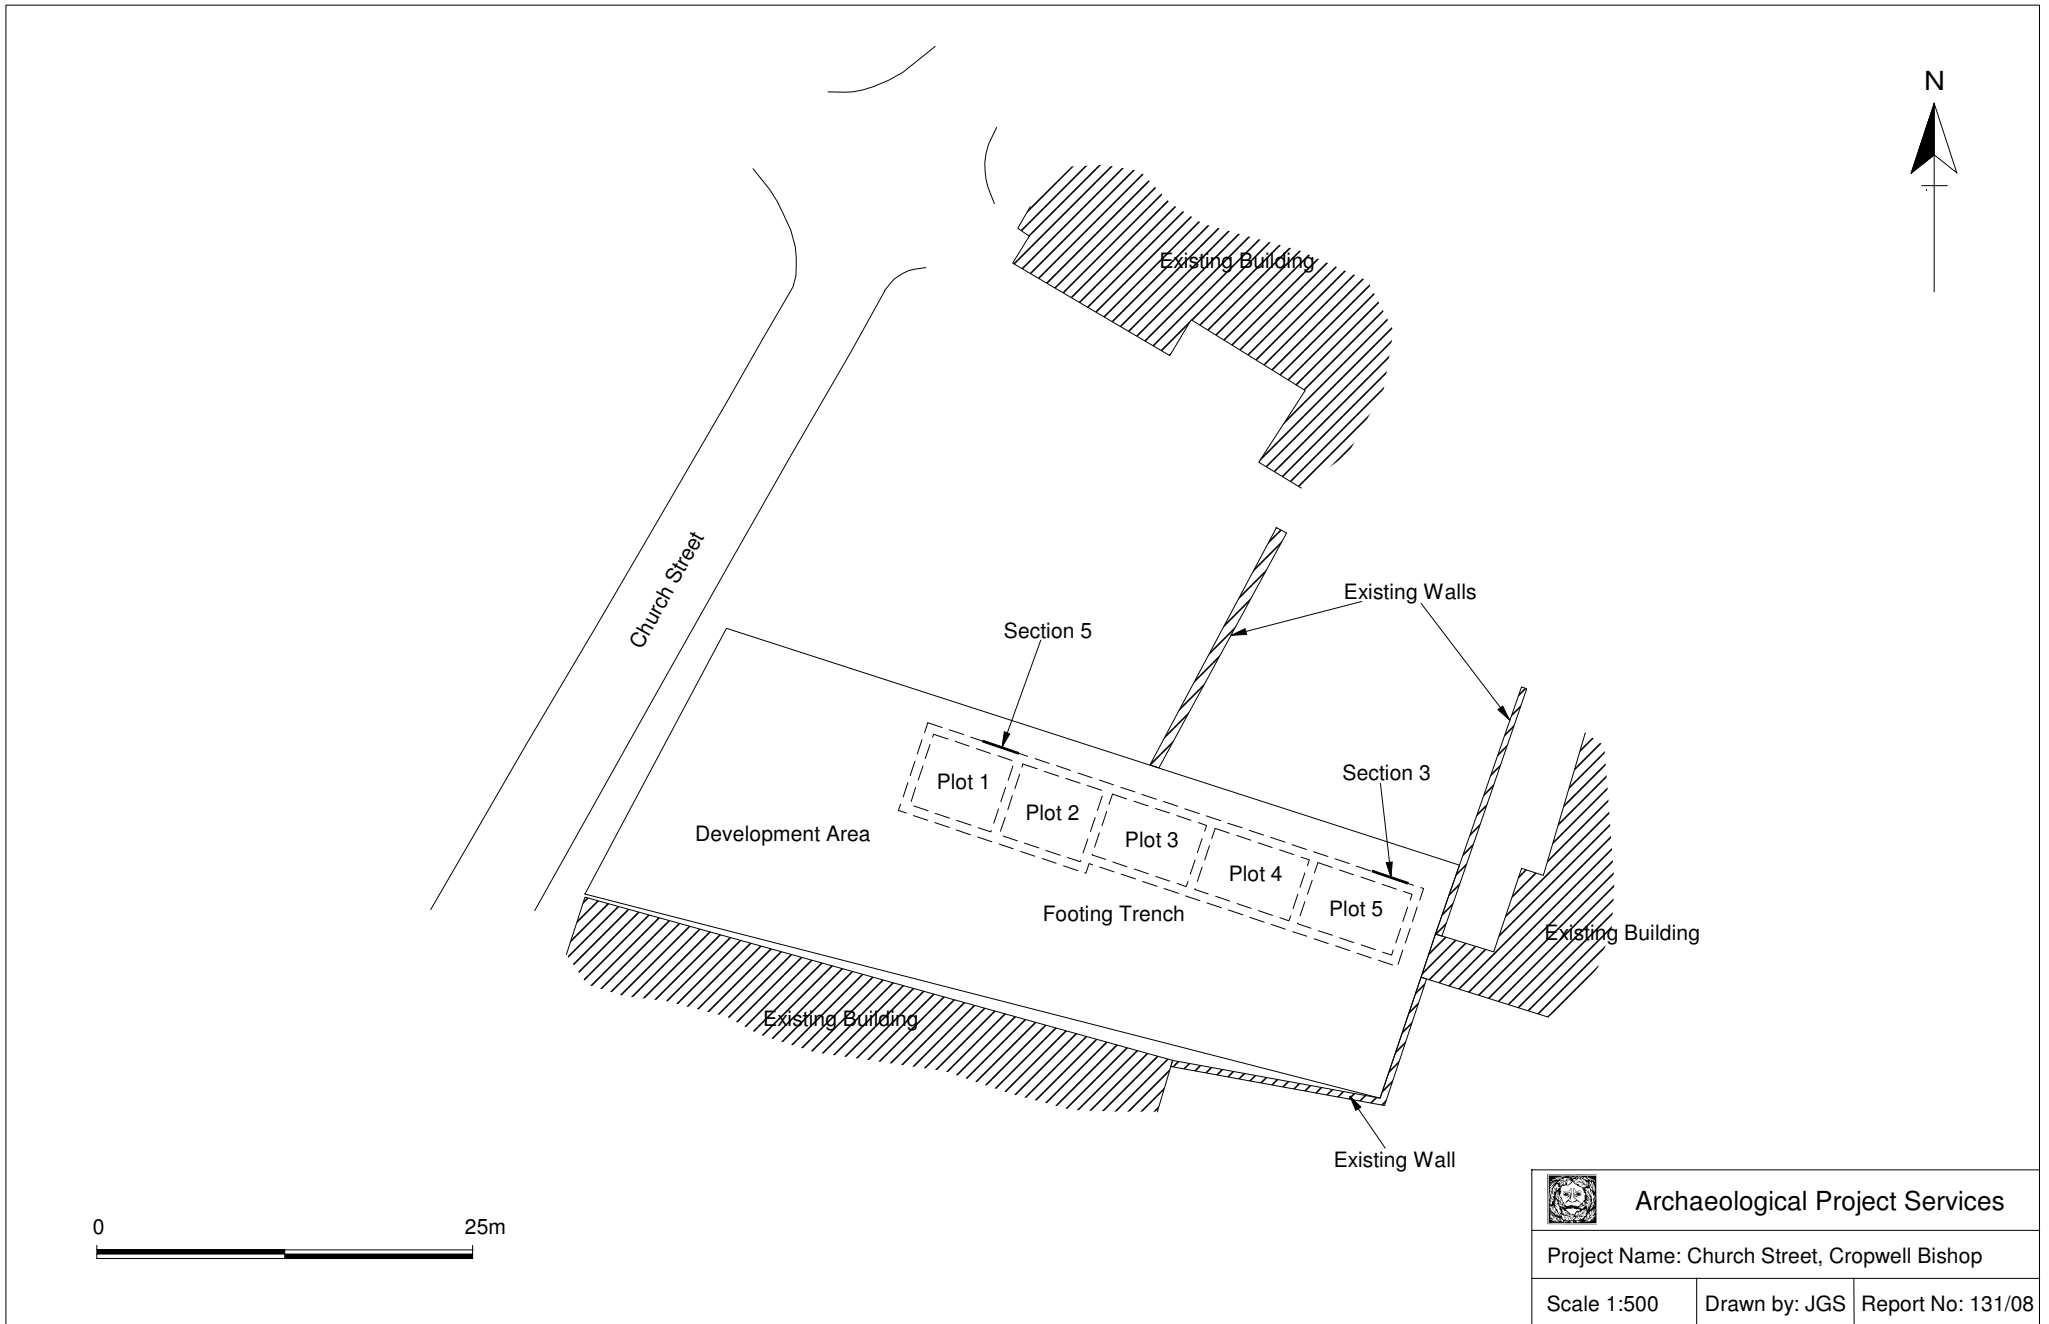 N
Existing Building
Church Street
Existing Walls
Section 5
Section 3
Plot 1
Plot 2
Plot 3
Plot 4
Plot 5
Development Area
Footing Trench
Existing Building
Existing Building
Existing Wall
0
25m
Archaeological Project Services
Project Name: Church Street, Cropwell Bishop
Scale 1:500
Drawn by: JGS
Report No: 131/08